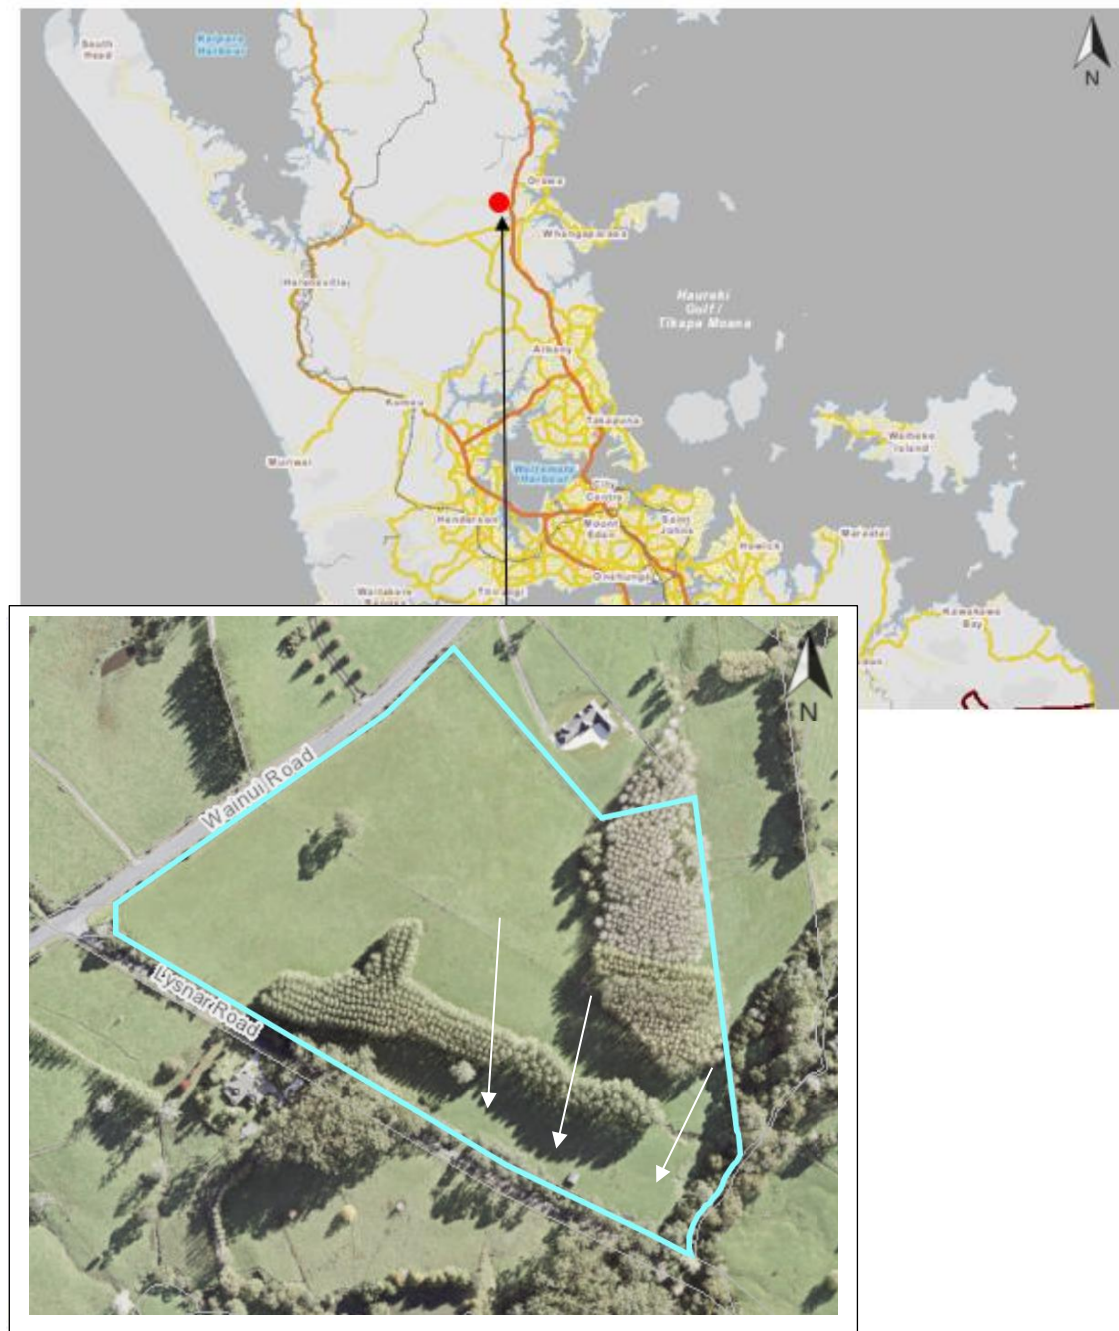 South
Head
Kaipara
Harbour
N
Orewa
Whangaparaoa
Helensville
Hauraki
Gulf /
Tikapa Moana
Albany
Kumeu
Takapuna
Waiheke
Island
Muriwai
Waitemata
Harbour
City
Centre
Henderson
Mount
Eden
Saint
Johns
Howick
Maraetai
Onehunga
Titirangi
Kawakawa
Bay
N
Wainui Road
Lysnar Road